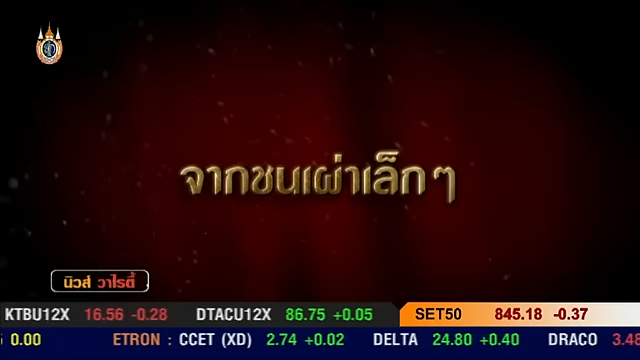 จากชนเผ่าเล็ก ๆ
นิวส์ วาไรตี้
KTBU12X 16.56 -0.28 DTACU12X 86.75 +0.05 SET50 845.18 -0.37
0.00 ETRON : CCET (XD) 2.74 +0.02 DELTA 24.80 +0.40 DRACO 3.46